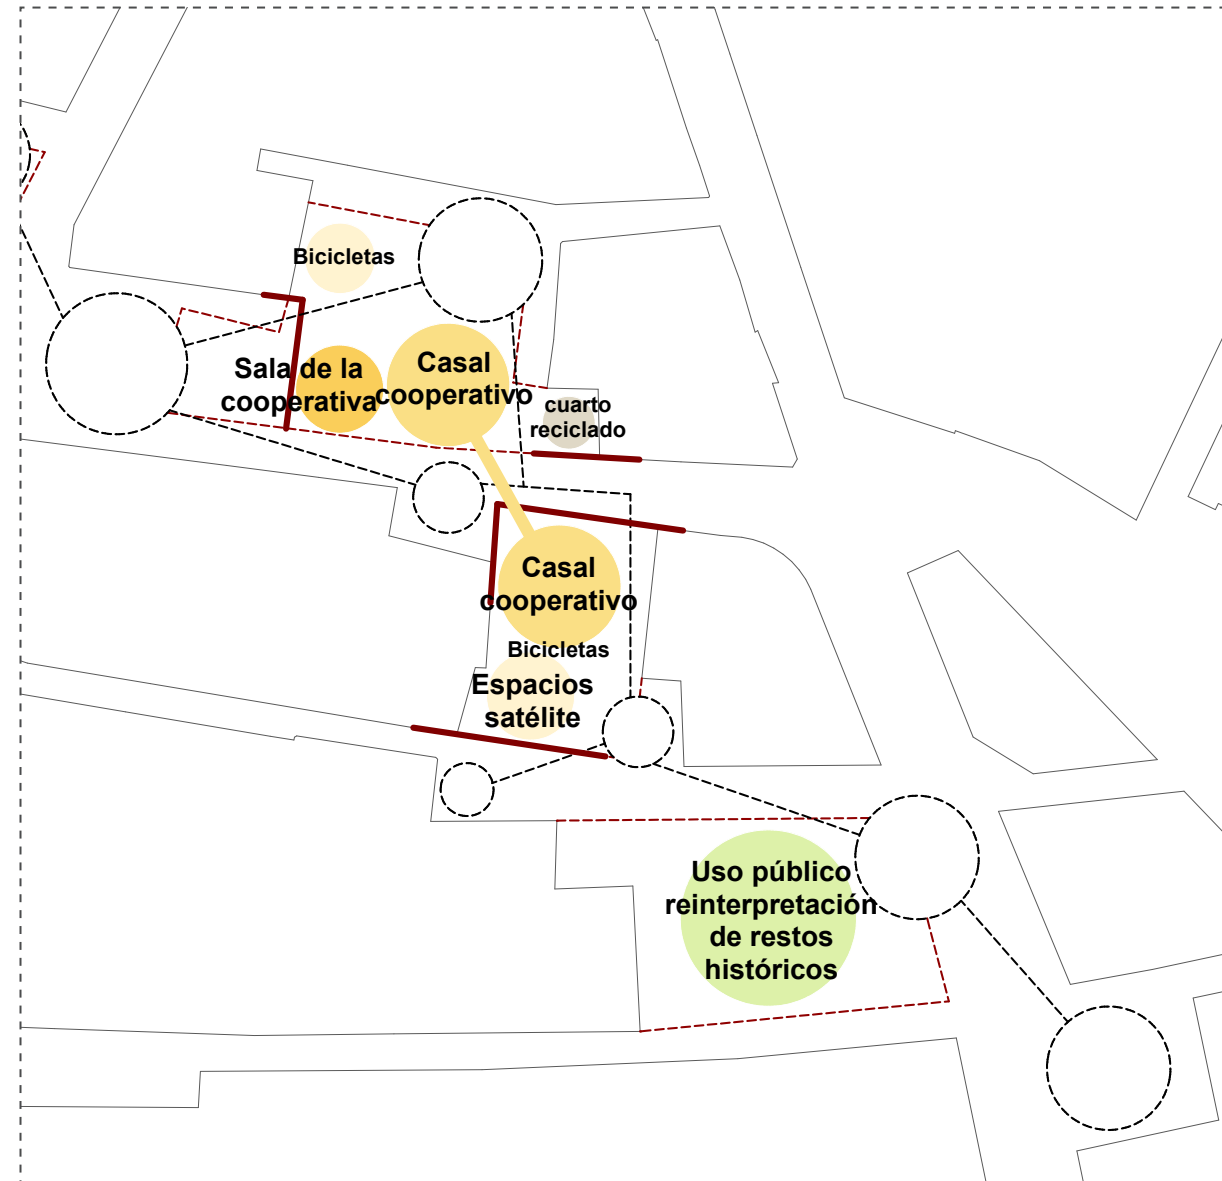 Bicicletas
Sala de la
cooperativa
Casal
cooperativo
cuarto
reciclado
Casal
cooperativo
Bicicletas
Espacios
satélite
Uso público
reinterpretación
de restos
históricos